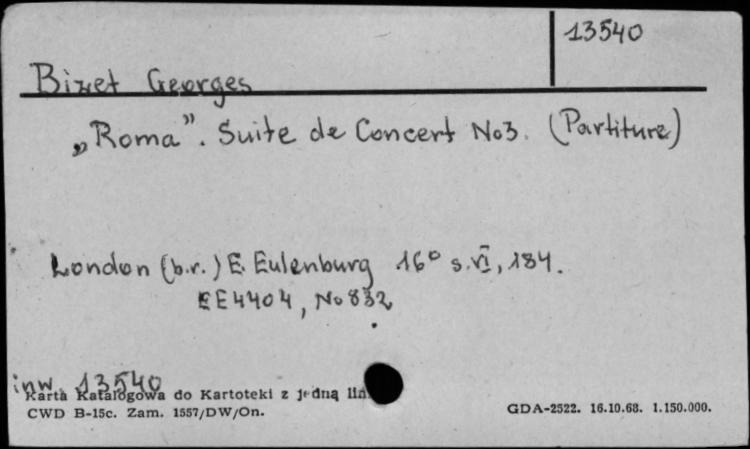 13540
Bizet Georges
„Roma”. Suite de Concert No3. (Partiture)
London (b.r.) E. Eulenburg 16° s. VI, 184.
EE4404, No 832
inw. 13540
Karta Katalogowa do Kartoteki z jedną lin
CWD B-15c. Zam. 1557/DW/On.
GDA-2522. 16.10.68. 1.150.000.